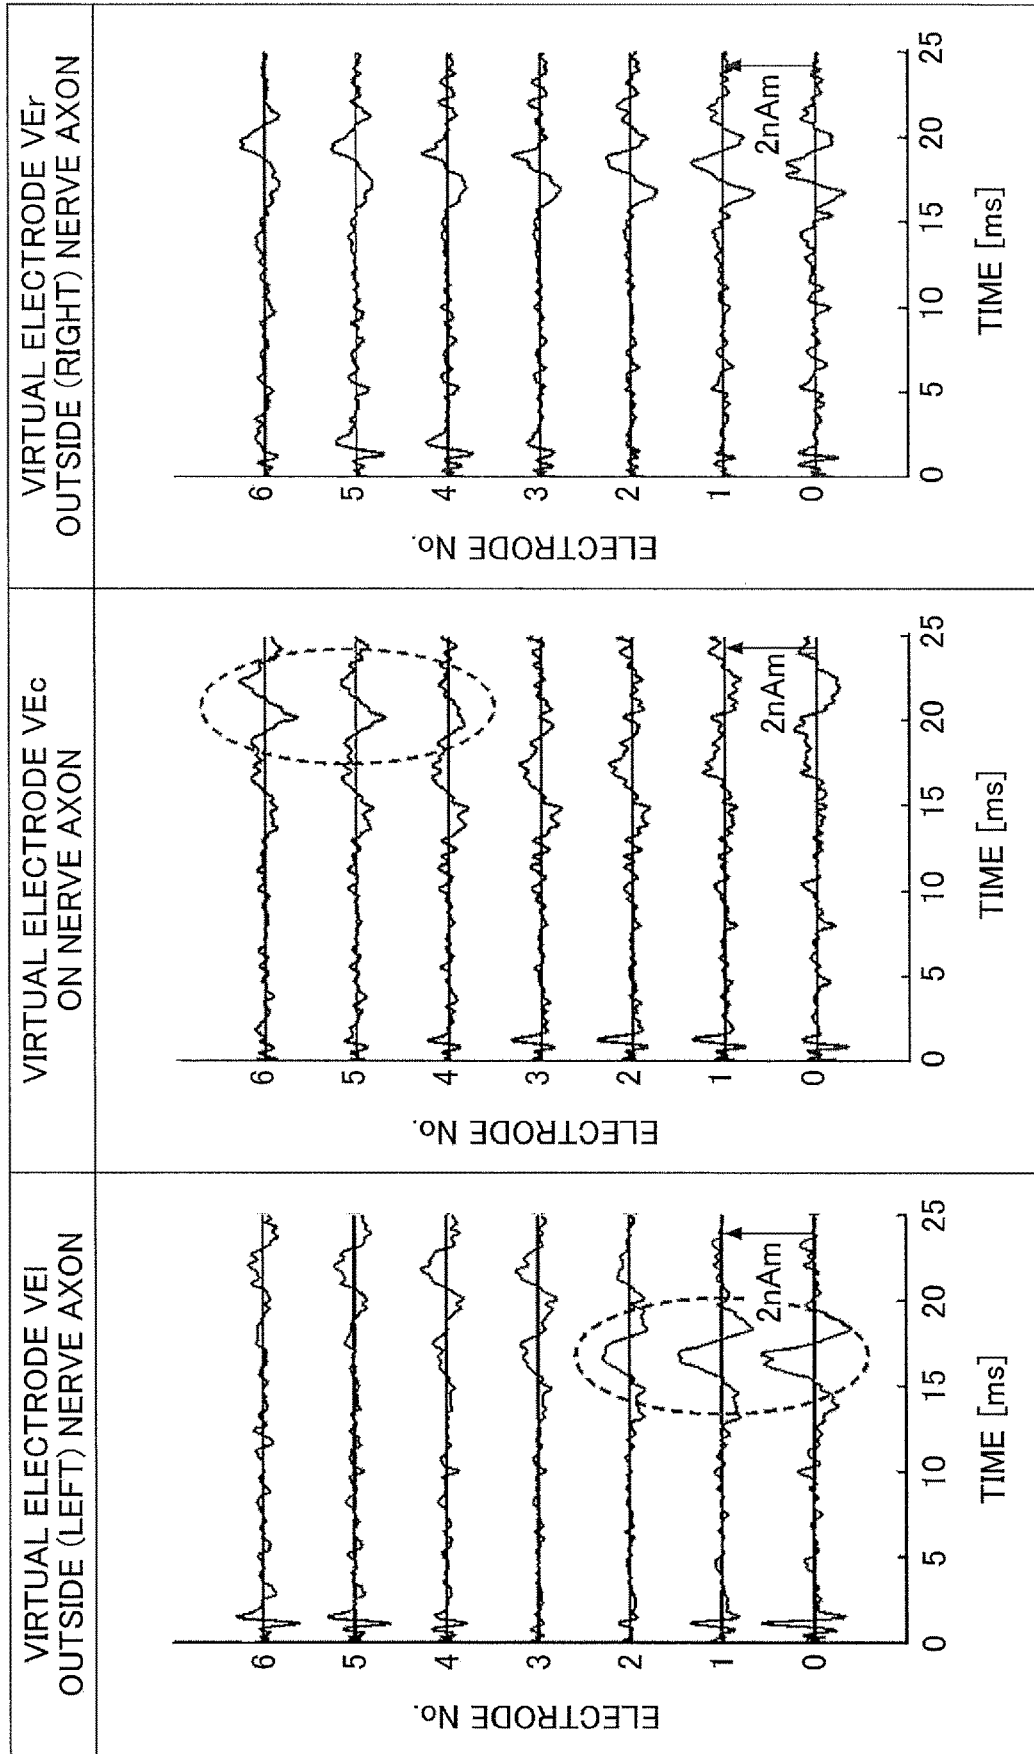 VIRTUAL ELECTRODE VEl
OUTSIDE (LEFT) NERVE AXON
ELECTRODE No.
6
5
4
3
2
1
0
2nAm
0 5 10 15 20 25
TIME [ms]
VIRTUAL ELECTRODE VEc
ON NERVE AXON
ELECTRODE No.
6
5
4
3
2
1
0
2nAm
0 5 10 15 20 25
TIME [ms]
VIRTUAL ELECTRODE VEr
OUTSIDE (RIGHT) NERVE AXON
ELECTRODE No.
6
5
4
3
2
1
0
2nAm
0 5 10 15 20 25
TIME [ms]